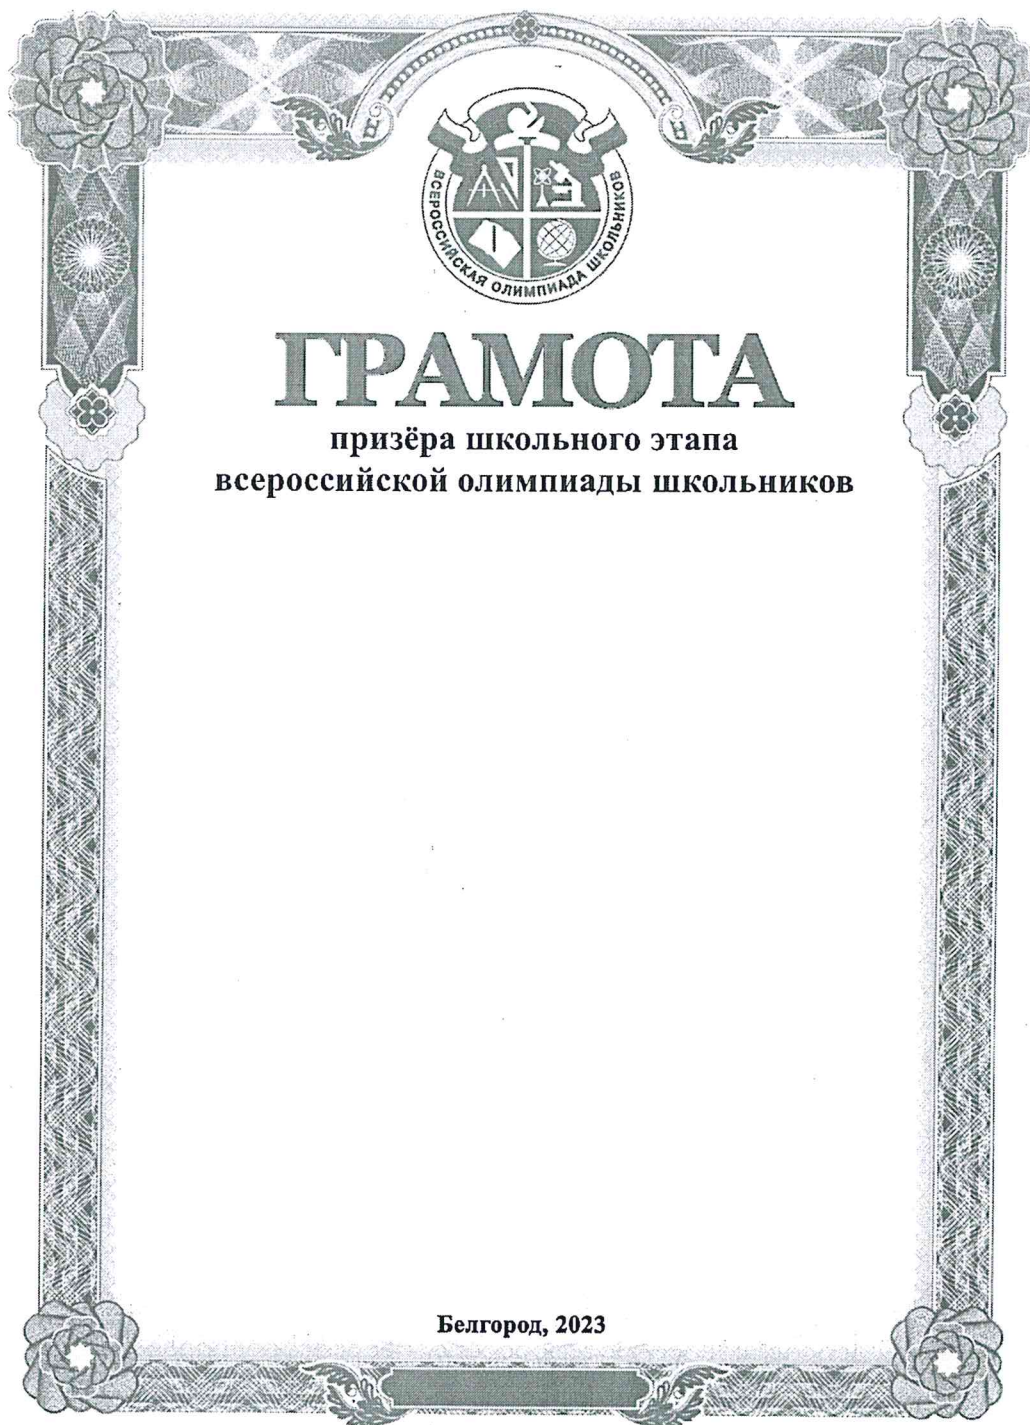 ВСЕРОССИЙСКАЯ ОЛИМПИАДА ШКОЛЬНИКОВ
ГРАМОТА
призёра школьного этапа
всероссийской олимпиады школьников
Белгород, 2023